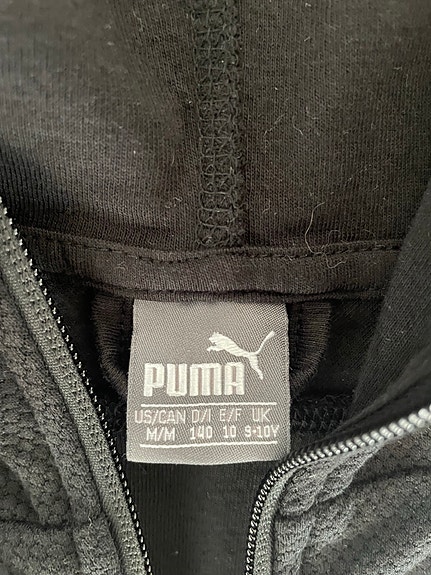 PUMA
US/CAN D/I E/F UK
M/M 140 10 9-10Y